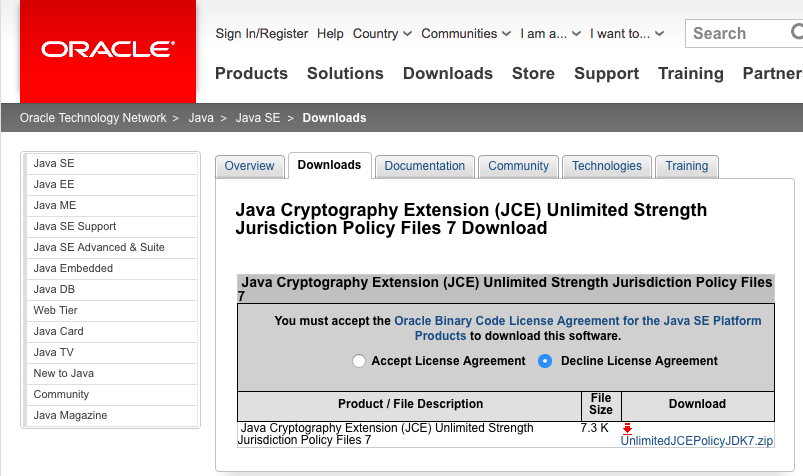 ORACLE
Sign In/Register Help Country Communities I am a... I want to... Search
Products Solutions Downloads Store Support Training Partner
Oracle Technology Network > Java > Java SE > Downloads
Java SE
Java EE
Java ME
Java SE Support
Java SE Advanced & Suite
Java Embedded
Java DB
Web Tier
Java Card
Java TV
New to Java
Community
Java Magazine
Overview Downloads Documentation Community Technologies Training
Java Cryptography Extension (JCE) Unlimited Strength
Jurisdiction Policy Files 7 Download
Java Cryptography Extension (JCE) Unlimited Strength Jurisdiction Policy Files
7
You must accept the Oracle Binary Code License Agreement for the Java SE Platform
Products to download this software.
Accept License Agreement Decline License Agreement
Product / File Description File Size Download
Java Cryptography Extension (JCE) Unlimited Strength
Jurisdiction Policy Files 7
7.3 K
UnlimitedJCEPolicyJDK7.zip